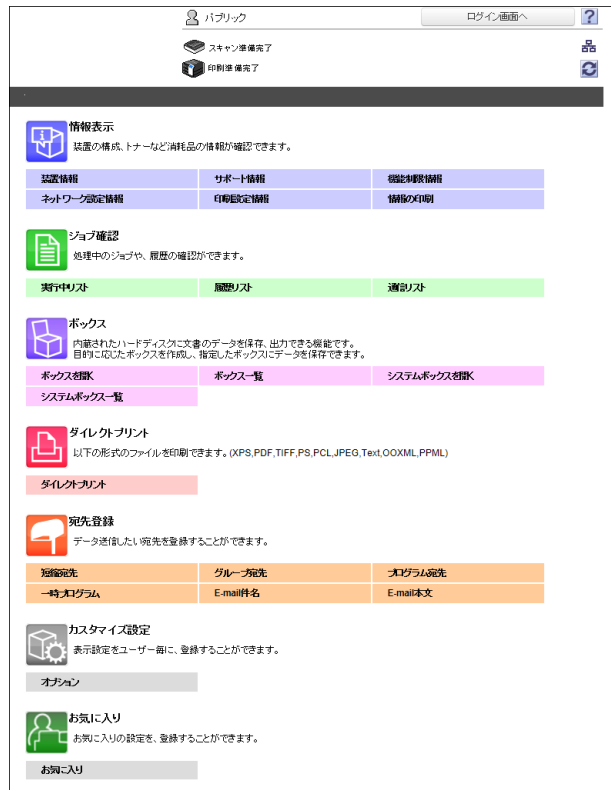 パブリック
ログイン画面へ
?
スキャン準備完了
印刷準備完了
情報表示
装置の構成、トナーなど消耗品の情報が確認できます。
装置情報 サポート情報 機能制限情報
ネットワーク設定情報 印刷設定情報 情報の印刷
ジョブ確認
処理中のジョブや、履歴の確認ができます。
実行中リスト 履歴リスト 通信リスト
ボックス
内蔵されたハードディスクに文書のデータを保存、出力できる機能です。
目的に応じたボックスを作成し、指定したボックスにデータを保存できます。
ボックスを開く ボックス一覧 システムボックスを開く
システムボックス一覧
ダイレクトプリント
以下の形式のファイルを印刷できます。(XPS,PDF,TIFF,PS,PCL,JPEG,Text,OOXML,PPML)
ダイレクトプリント
宛先登録
データ送信したい宛先を登録することができます。
短縮宛先 グループ宛先 プログラム宛先
一時プログラム E-mail件名 E-mail本文
カスタマイズ設定
表示設定をユーザー毎に、登録することができます。
オプション
お気に入り
お気に入りの設定を、登録することができます。
お気に入り